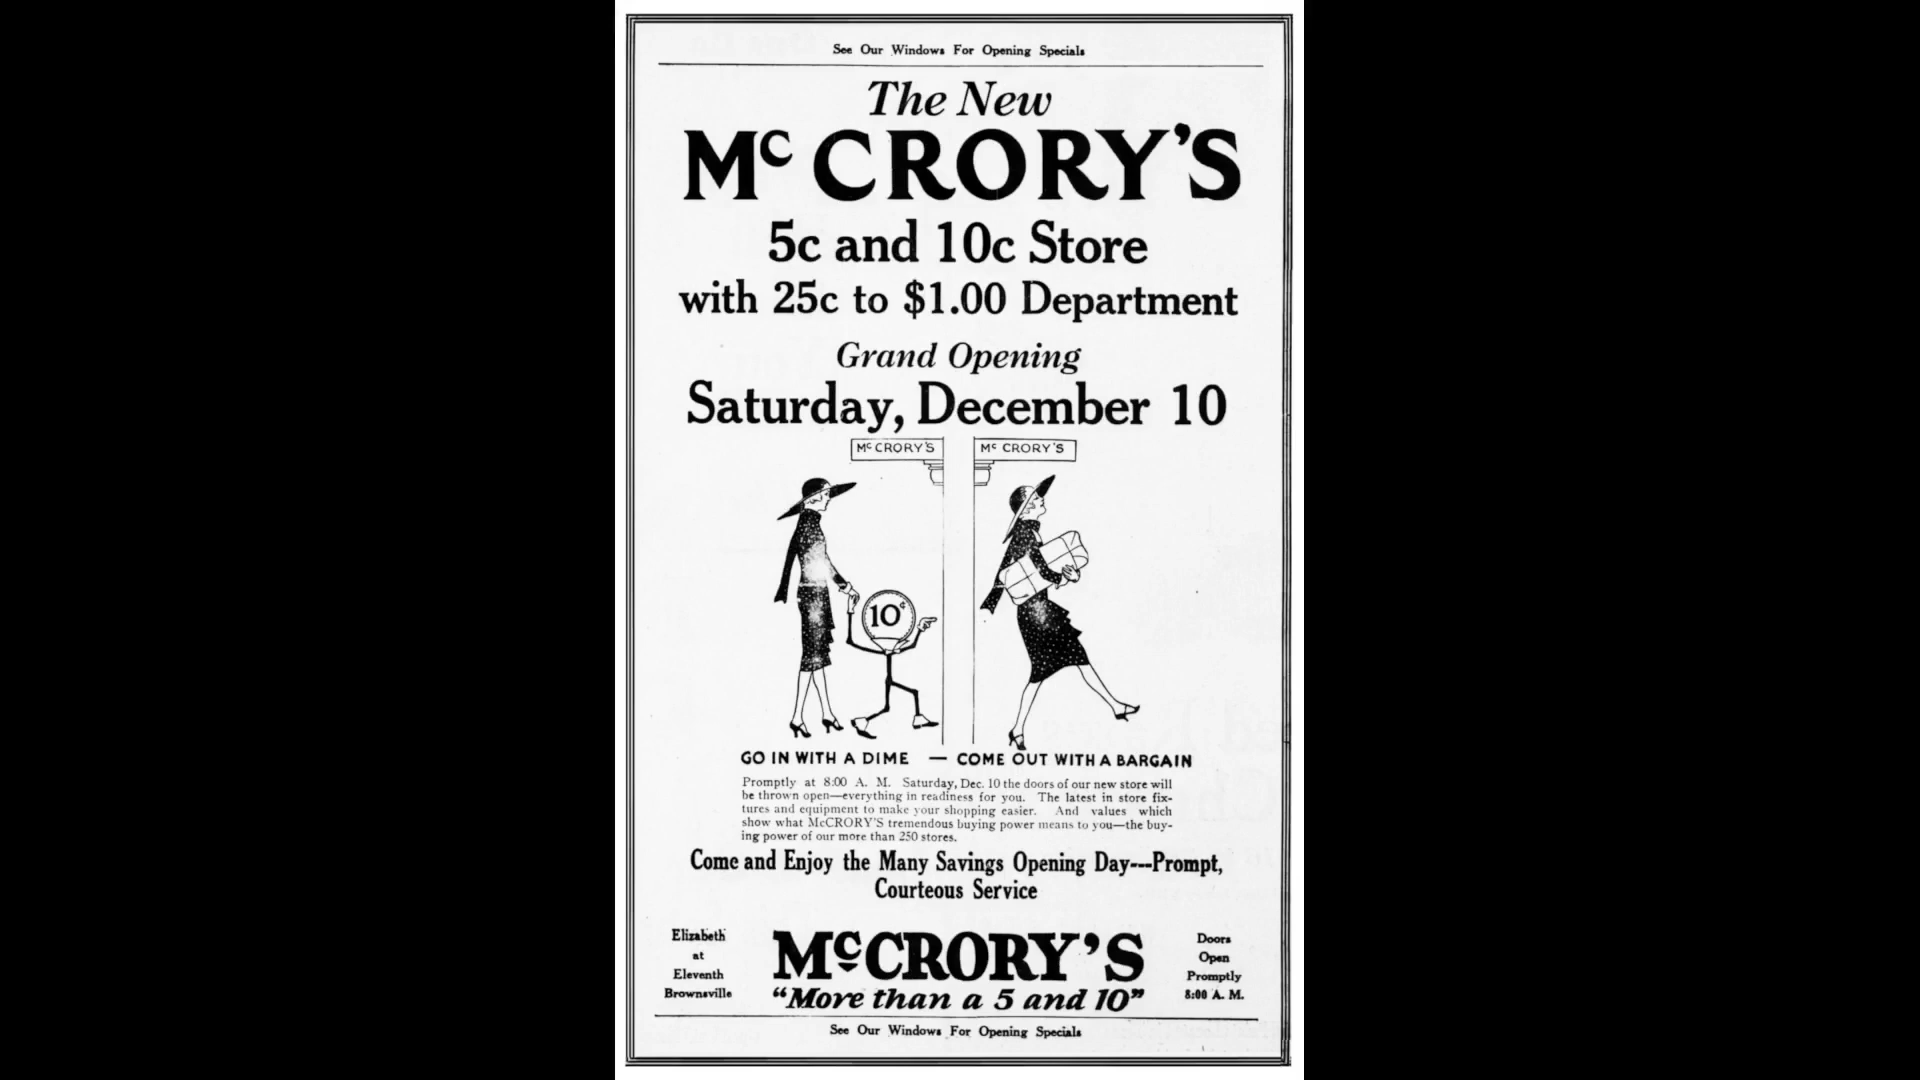 See Our Windows For Opening Specials
The New
McCRORY'S
5c and 10c Store
with 25c to $1.00 Department
Grand Opening
Saturday, December 10
McCRORY'S
Mc CRORY'S
10¢
GO IN WITH A DIME — COME OUT WITH A BARGAIN
Promptly at 8:00 A. M. Saturday, Dec. 10 the doors of our new store will
be thrown open—everything in readiness for you. The latest in store fix-
tures and equipment to make your shopping easier. And values which
show what McCRORY'S tremendous buying power means to you—the buy-
ing power of our more than 250 stores.
Come and Enjoy the Many Savings Opening Day---Prompt,
Courteous Service
Elizabeth
at
Eleventh
Brownsville
McCRORY'S
"More than a 5 and 10"
Doors
Open
Promptly
8:00 A. M.
See Our Windows For Opening Specials